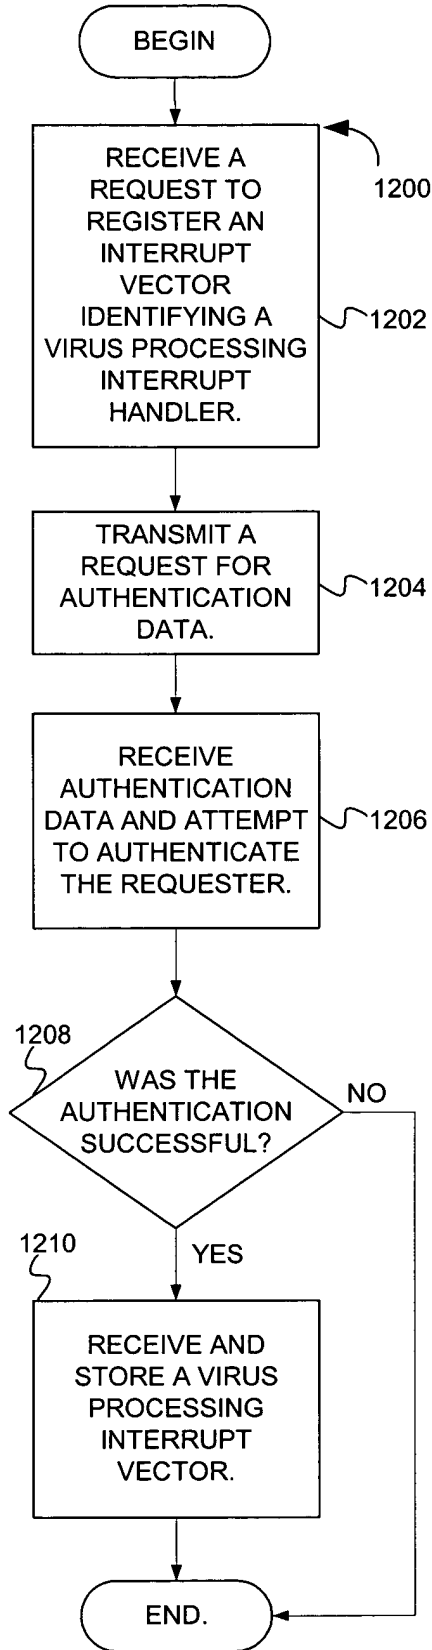 BEGIN
1200
RECEIVE A
REQUEST TO
REGISTER AN
INTERRUPT
VECTOR
IDENTIFYING A
VIRUS PROCESSING
INTERRUPT
HANDLER.
1202
TRANSMIT A
REQUEST FOR
AUTHENTICATION
DATA.
1204
RECEIVE
AUTHENTICATION
DATA AND ATTEMPT
TO AUTHENTICATE
THE REQUESTER.
1206
1208
WAS THE
AUTHENTICATION
SUCCESSFUL?
NO
YES
1210
RECEIVE AND
STORE A VIRUS
PROCESSING
INTERRUPT
VECTOR.
END.